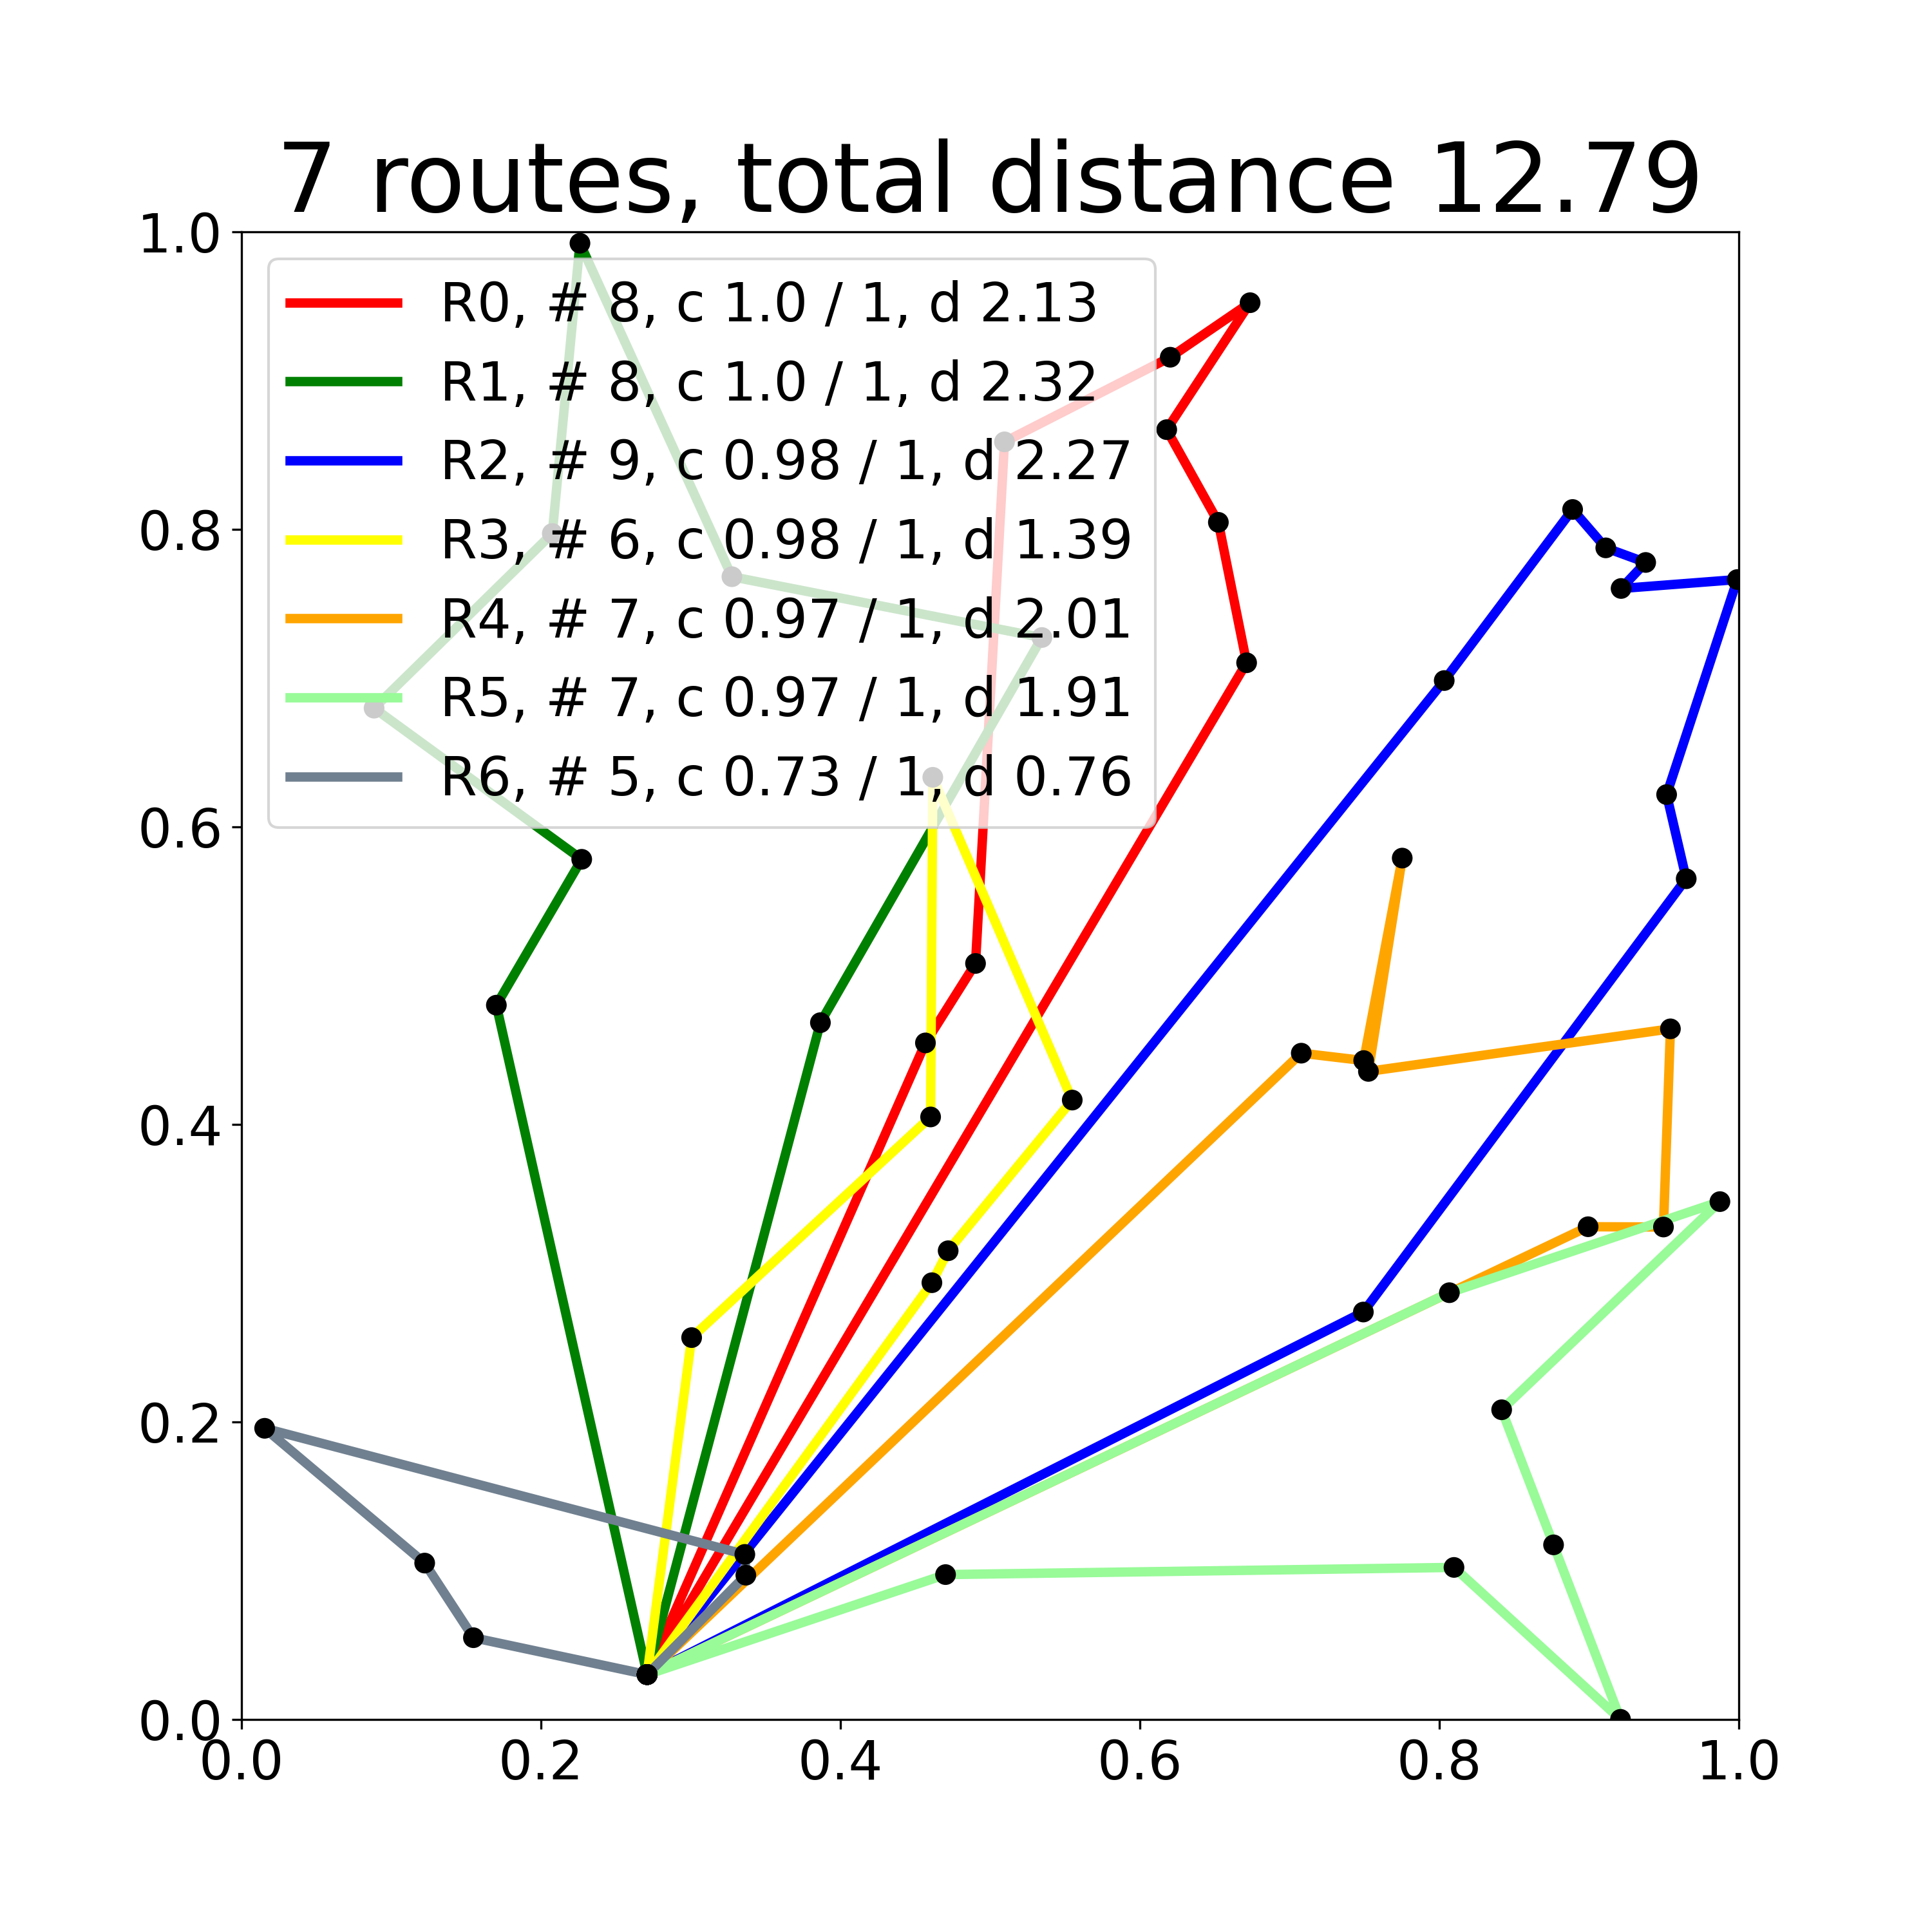 7 routes, total distance 12.79
1.0
0.8
0.6
0.4
0.2
0.0
R0, # 8, c 1.0 / 1, d 2.13
R1, # 8, c 1.0 / 1, d 2.32
R2, # 9, c 0.98 / 1, d 2.27
R3, # 6, c 0.98 / 1, d 1.39
R4, # 7, c 0.97 / 1, d 2.01
R5, # 7, c 0.97 / 1, d 1.91
R6, # 5, c 0.73 / 1, d 0.76
0.0 0.2 0.4 0.6 0.8 1.0